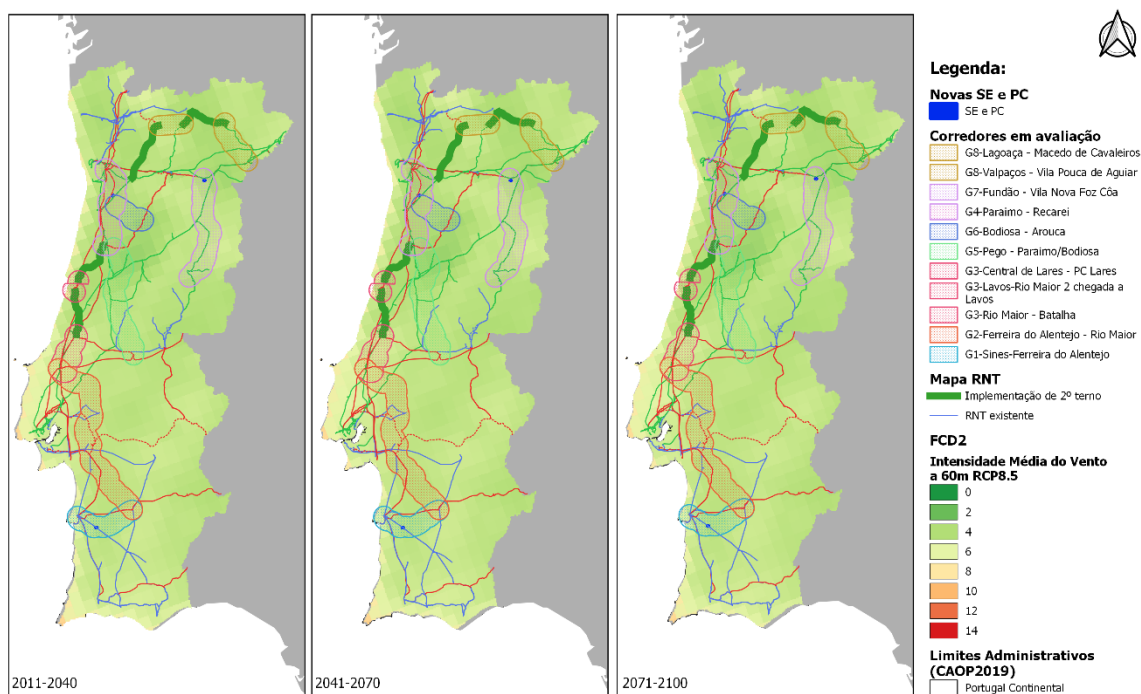 2011-2040
2041-2070
2071-2100
Legenda:
Novas SE e PC
SE e PC
Corredores em avaliação
G8-Lagoaça - Macedo de Cavaleiros
G8-Valpaços - Vila Pouca de Aguiar
G7-Fundão - Vila Nova Foz Côa
G4-Paraimo - Recarei
G6-Bodiosa - Arouca
G5-Pego - Paraimo/Bodiosa
G3-Central de Lares - PC Lares
G3-Lavos-Rio Maior 2 chegada a
Lavos
G3-Rio Maior - Batalha
G2-Ferreira do Alentejo - Rio Maior
G1-Sines-Ferreira do Alentejo
Mapa RNT
Implementação de 2º terno
RNT existente
FCD2
Intensidade Média do Vento
a 60m RCP8.5
0
2
4
6
8
10
12
14
Limites Administrativos
(CAOP2019)
Portugal Continental